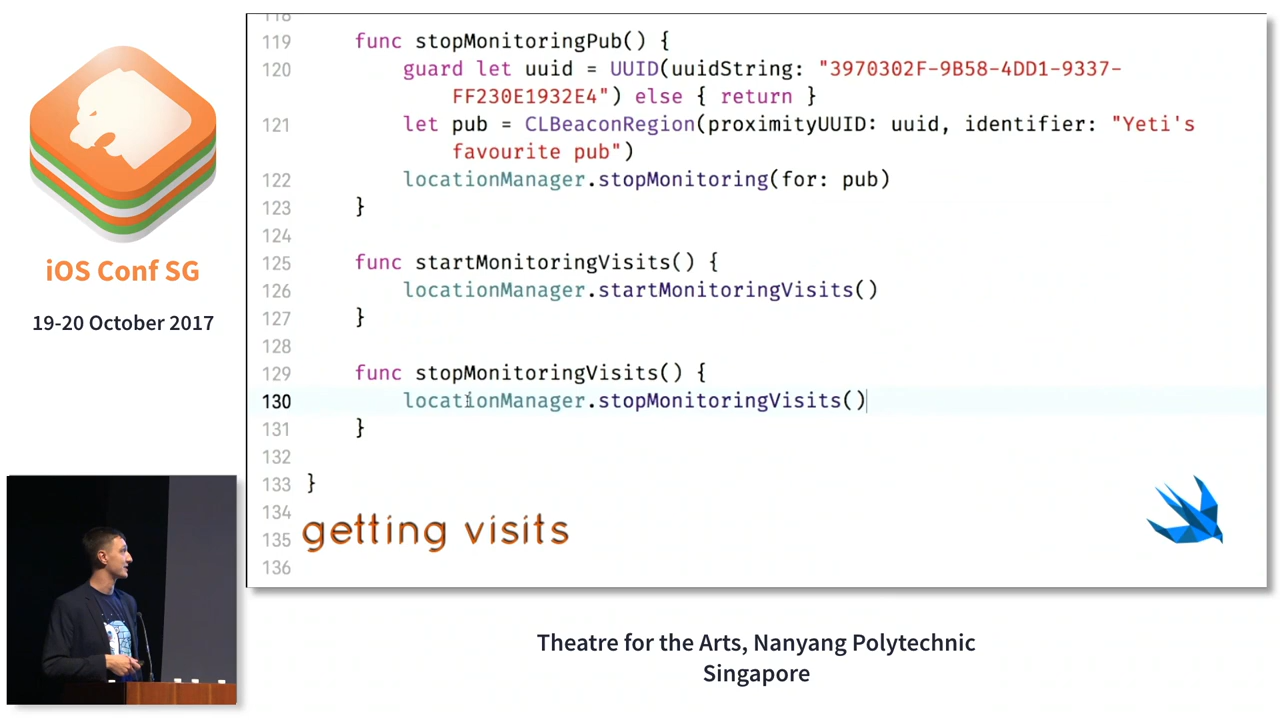 iOS Conf SG
19-20 October 2017
118
119 func stopMonitoringPub() {
120 guard let uuid = UUID(uuidString: "3970302F-9B58-4DD1-9337-
FF230E1932E4") else { return }
121 let pub = CLBeaconRegion(proximityUUID: uuid, identifier: "Yeti's
favourite pub")
122 locationManager.stopMonitoring(for: pub)
123 }
124
125 func startMonitoringVisits() {
126 locationManager.startMonitoringVisits()
127 }
128
129 func stopMonitoringVisits() {
130 locationManager.stopMonitoringVisits()
131 }
132
133 }
134
135
136
getting visits
Theatre for the Arts, Nanyang Polytechnic
Singapore